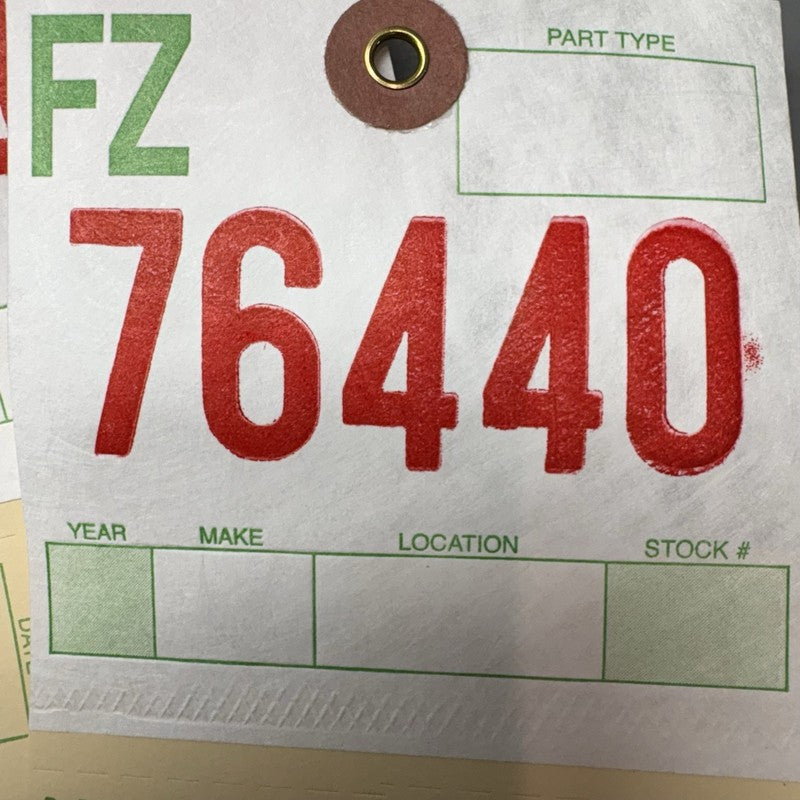 FZ
PART TYPE
76440
YEAR MAKE LOCATION STOCK #